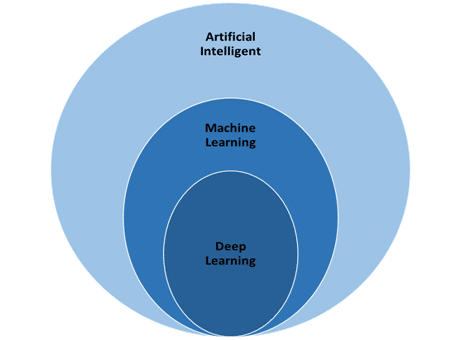 Artificial
Intelligent
Machine
Learning
Deep
Learning